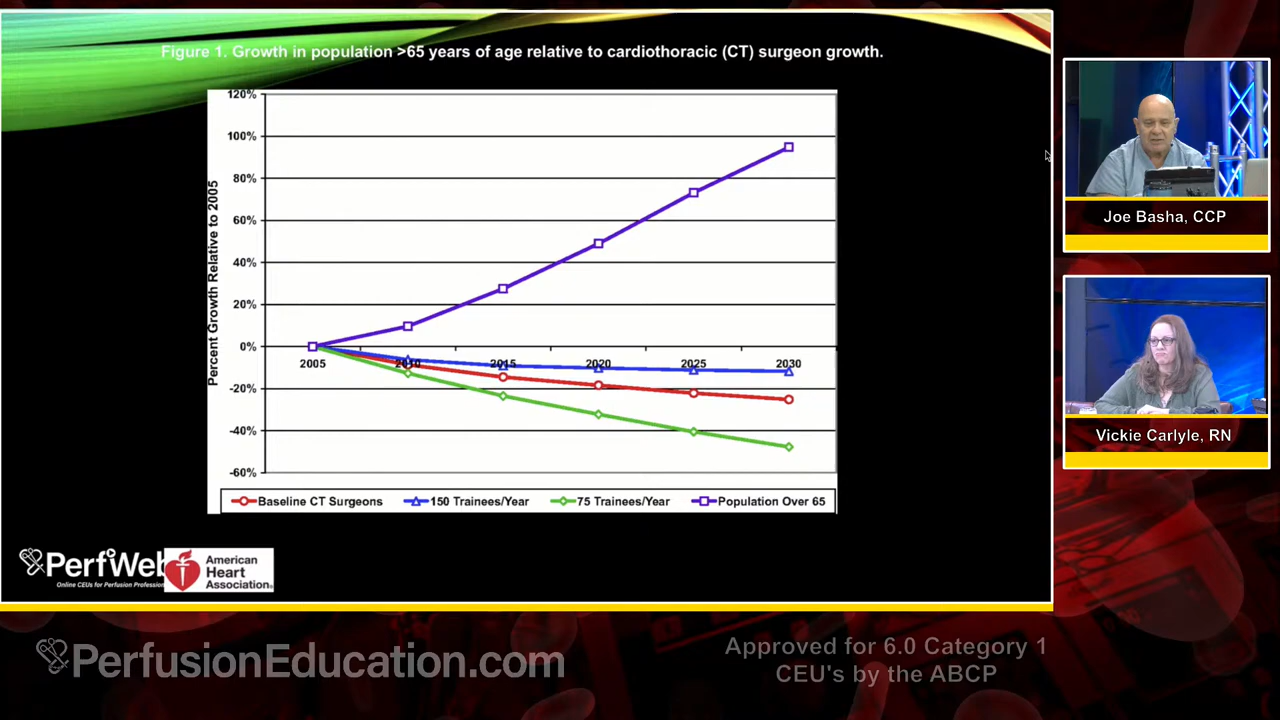 Figure 1. Growth in population >65 years of age relative to cardiothoracic (CT) surgeon growth.
Percent Growth Relative to 2005
120%
100%
80%
60%
40%
20%
0%
-20%
-40%
-60%
2005 2010 2015 2020 2025 2030
Baseline CT Surgeons 150 Trainees/Year 75 Trainees/Year Population Over 65
PerfWeb
Online CEUs for Perfusion Profession
American
Heart
Association
Joe Basha, CCP
Vickie Carlyle, RN
PerfusionEducation.com
Approved for 6.0 Category 1
CEU's by the ABCP